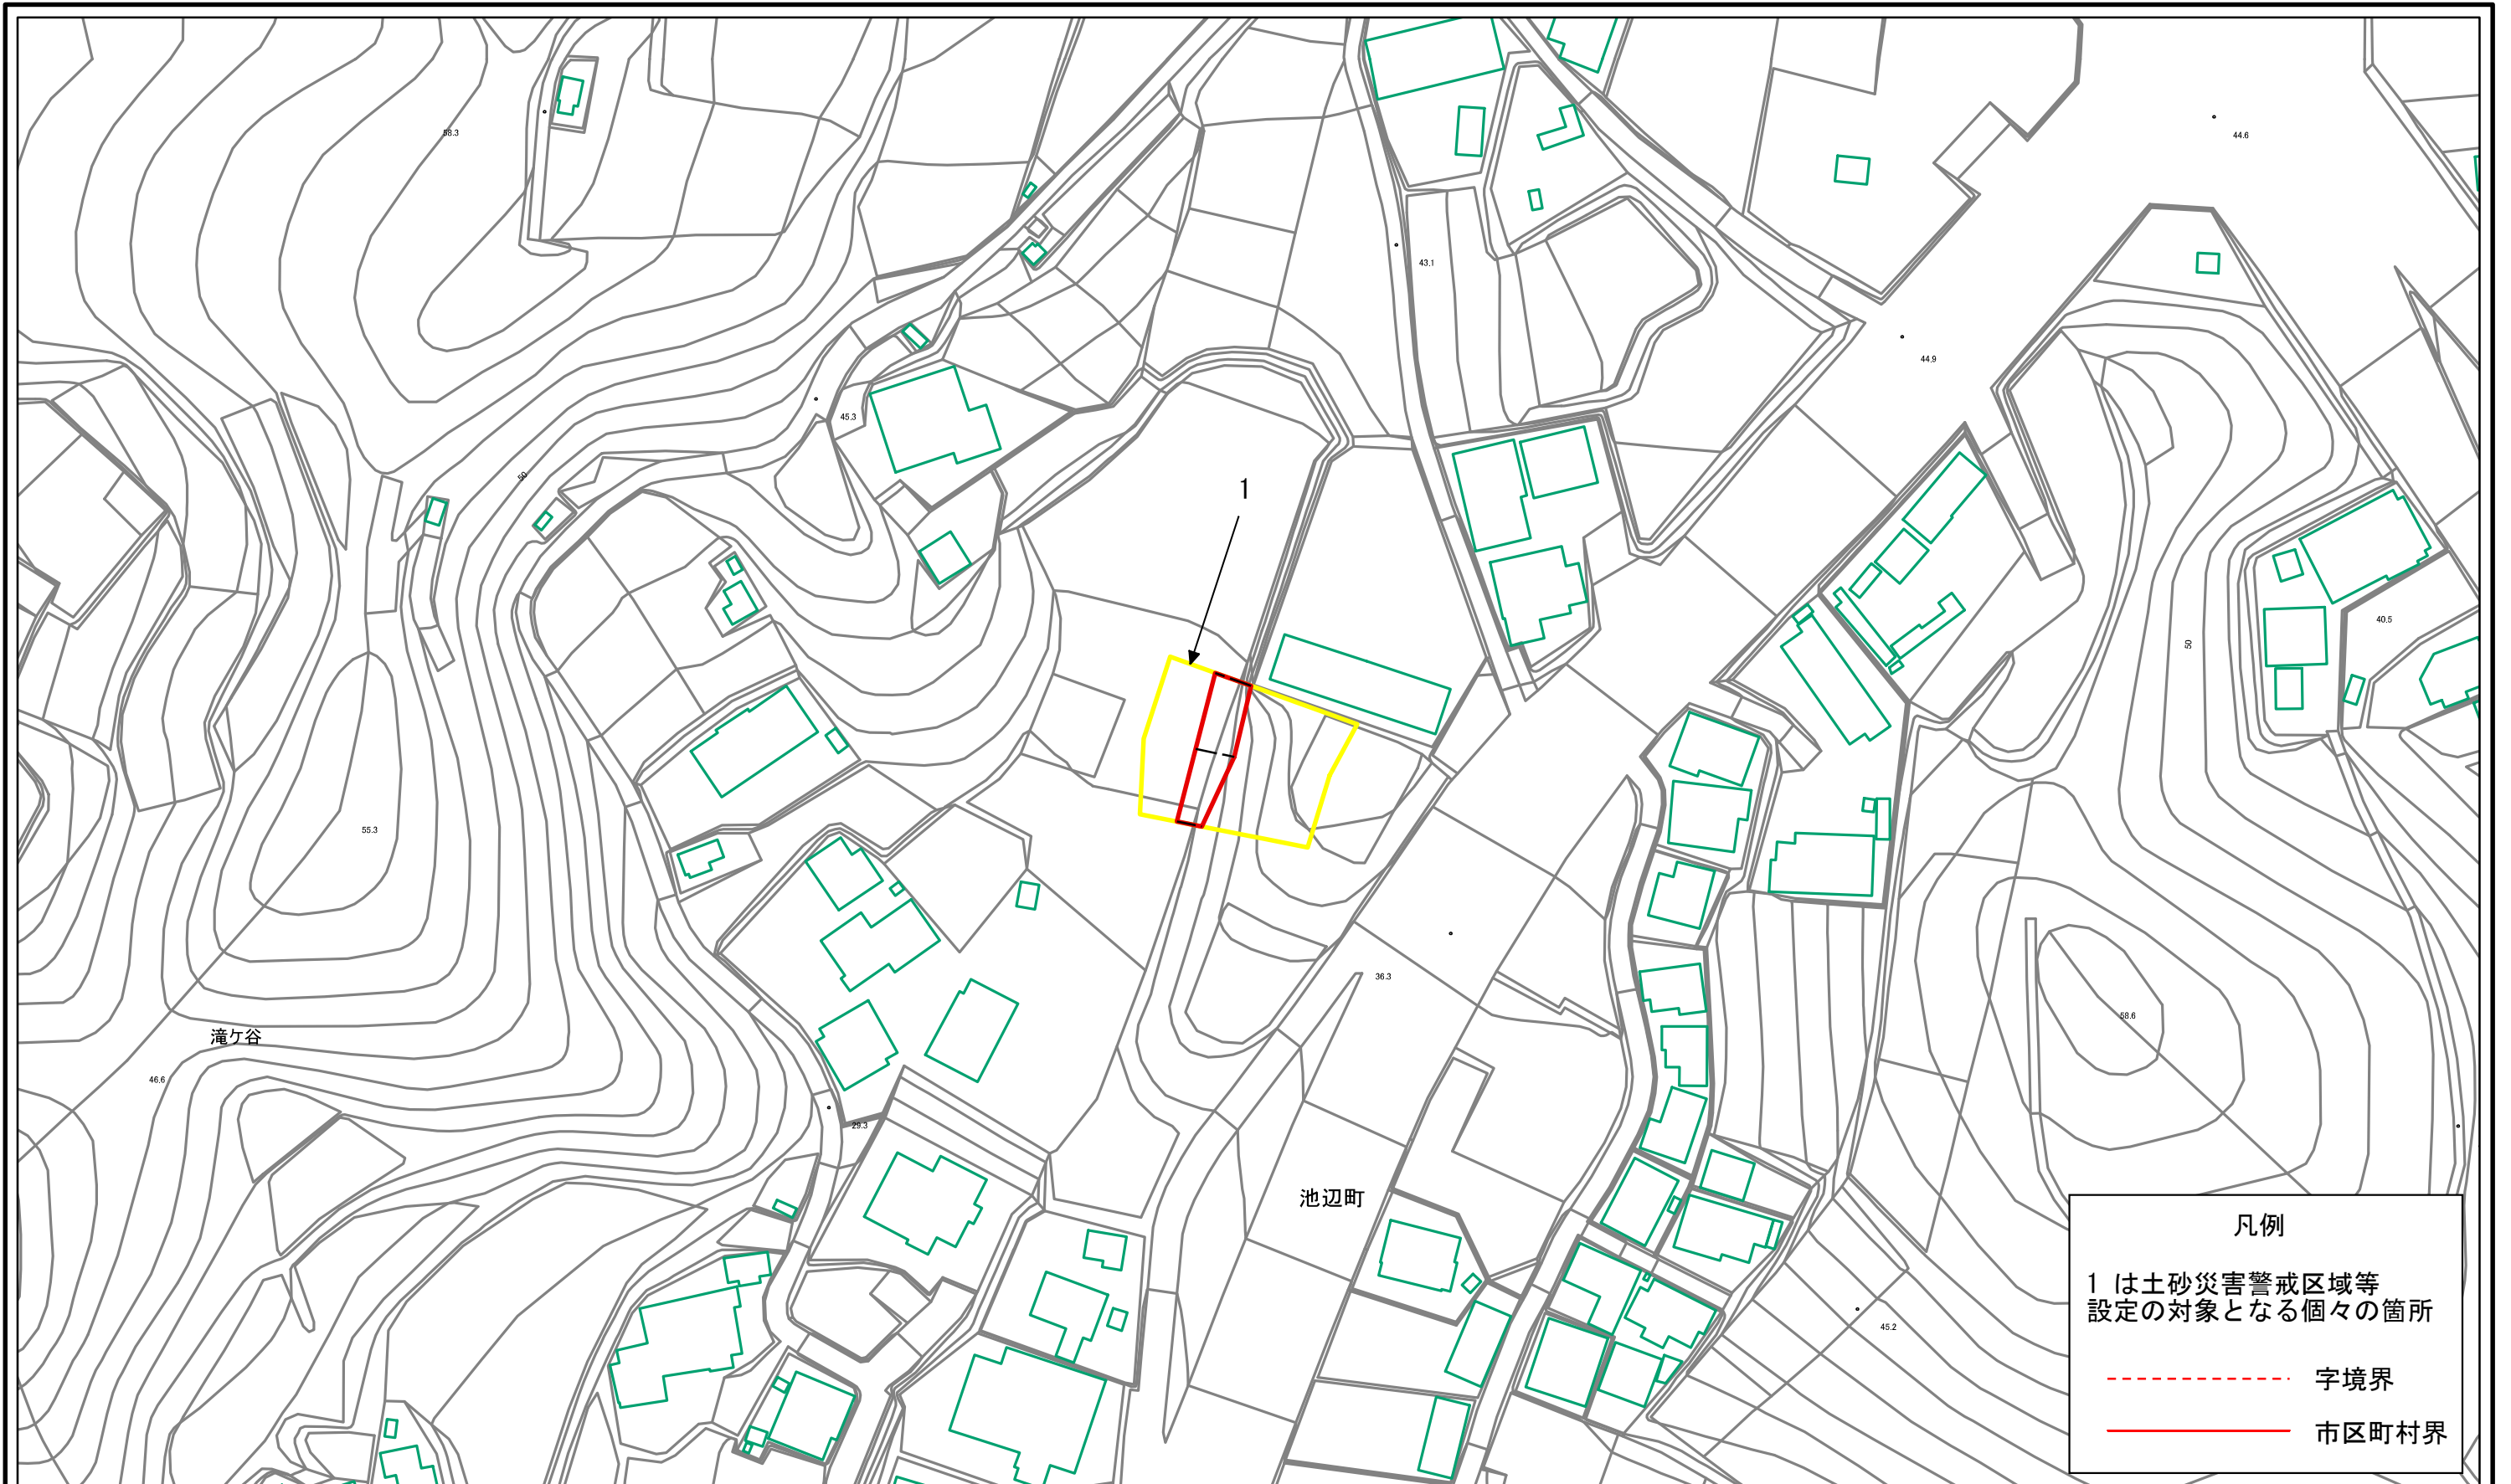 58.3
44.6
43.1
44.9
45.3
50
1
40.5
50
55.3
36.3
58.6
滝ケ谷
46.6
29.3
池辺町
45.2
凡例
1 は土砂災害警戒区域等
設定の対象となる個々の箇所
字境界
市区町村界